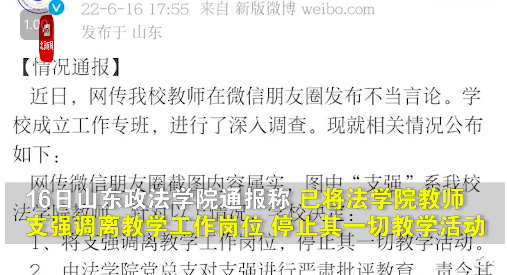 22-6-16 17:55 来自 新版微博 weibo.com
发布于 山东
1.0
【情况通报】
近日，网传我校教师在微信朋友圈发布不当言论。学
校成立工作专班，进行了深入调查。现就相关情况公布
如下：
网传微信朋友圈截图内容属实，图中“支强”系我校
16日山东政法学院通报称 已将法学院教师
支强调离教学工作岗位 停止其一切教学活动
1、将支强调离教学工作岗位，停止其一切教学活动。
2、由法学院党总支对支强进行严肃批评教育，责令其